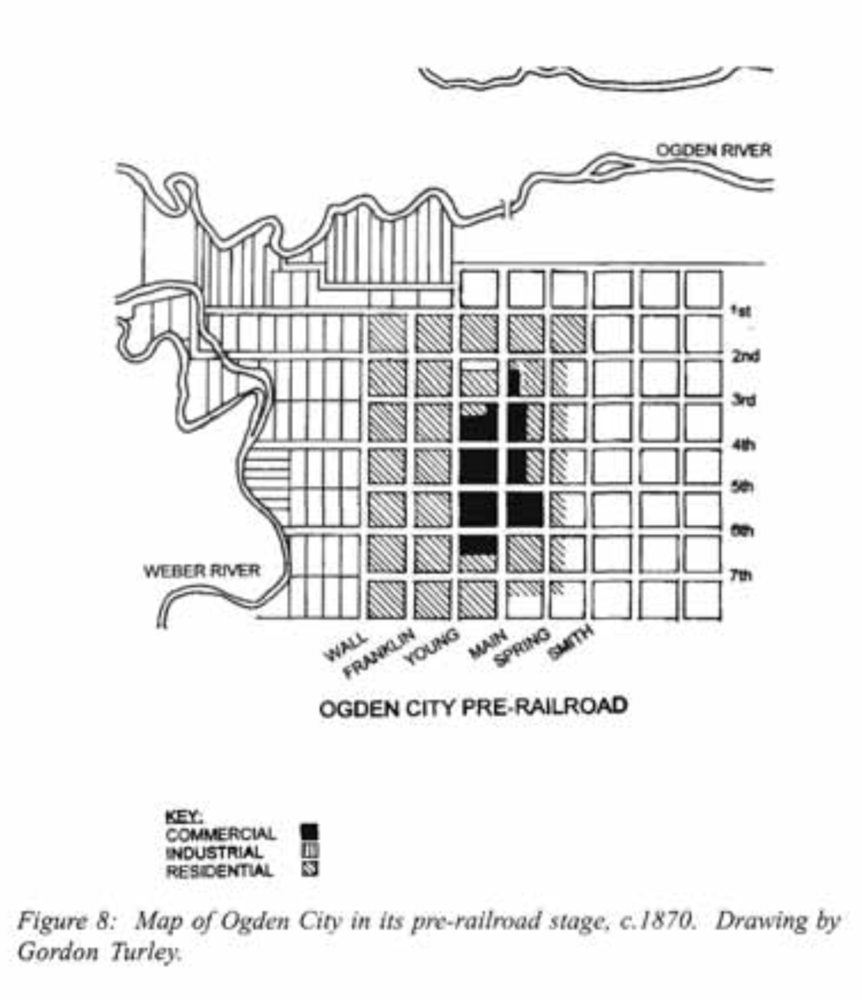 OGDEN RIVER
1st
2nd
3rd
4th
5th
6th
7th
WEBER RIVER
WALL
FRANKLIN
YOUNG
MAIN
SPRING
SMITH
OGDEN CITY PRE-RAILROAD
KEY:
COMMERCIAL
INDUSTRIAL
RESIDENTIAL
Figure 8: Map of Ogden City in its pre-railroad stage, c.1870. Drawing by
Gordon Turley.